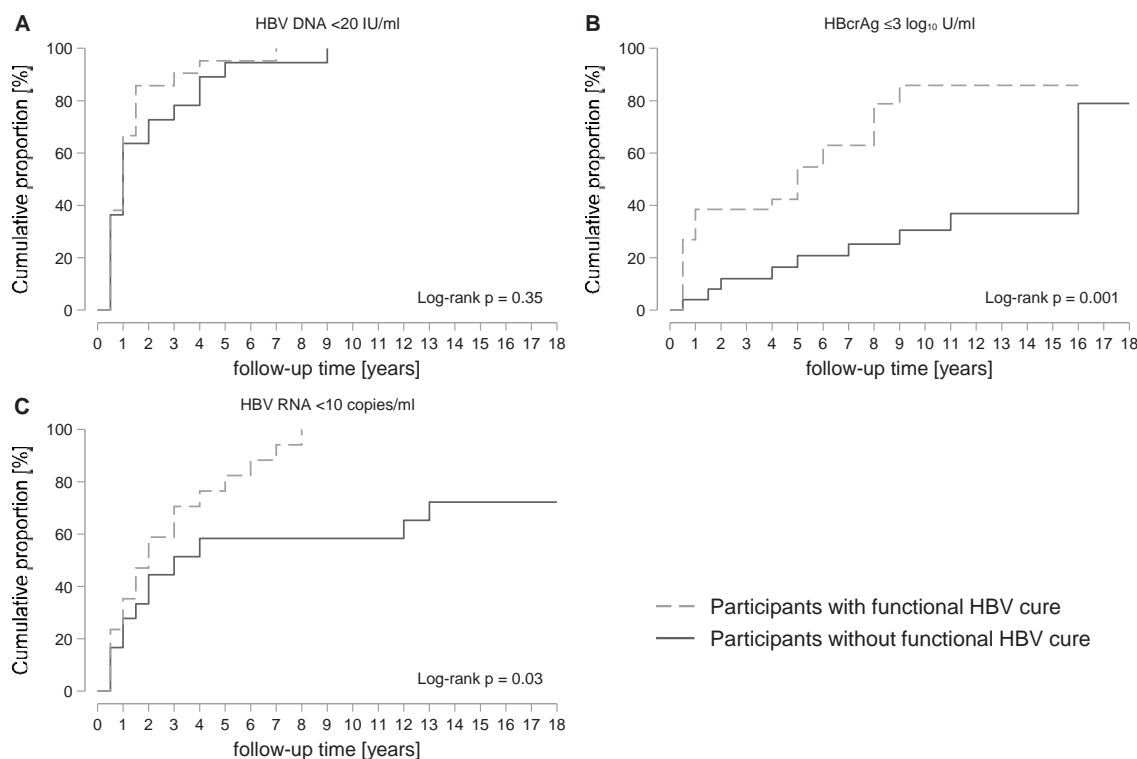 A
HBV DNA <20 IU/ml
Cumulative proportion [%]
100
80
60
40
20
0
Log-rank p = 0.35
0 1 2 3 4 5 6 7 8 9 10 11 12 13 14 15 16 17 18
follow-up time [years]
B
HBcrAg ≤3 log₁₀ U/ml
Cumulative proportion [%]
100
80
60
40
20
0
Log-rank p = 0.001
0 1 2 3 4 5 6 7 8 9 10 11 12 13 14 15 16 17 18
follow-up time [years]
C
HBV RNA <10 copies/ml
Cumulative proportion [%]
100
80
60
40
20
0
Log-rank p = 0.03
0 1 2 3 4 5 6 7 8 9 10 11 12 13 14 15 16 17 18
follow-up time [years]
Participants with functional HBV cure
Participants without functional HBV cure